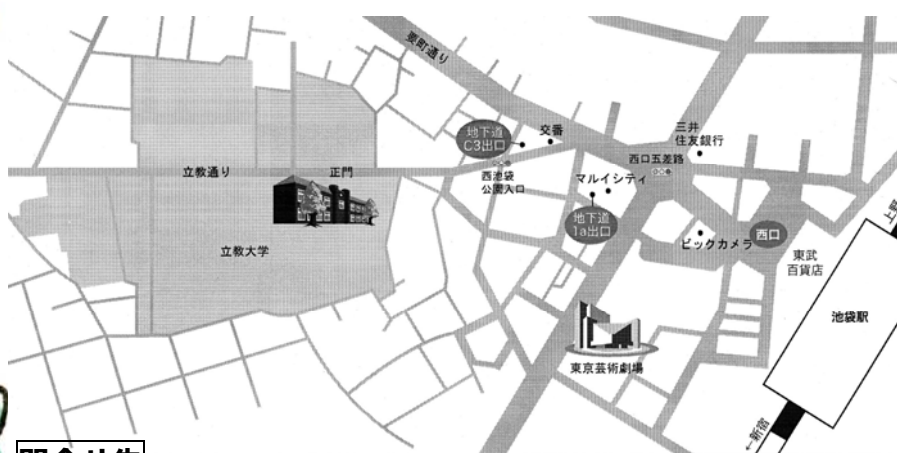 要町通り
地下道
C3出口
交番
三井
住友銀行
西口五差路
立教通り
正門
西池袋
公園入口
マルイシティ
地下道
1a出口
立教大学
ビックカメラ
西口
上野
東武
百貨店
池袋駅
東京芸術劇場
←新宿